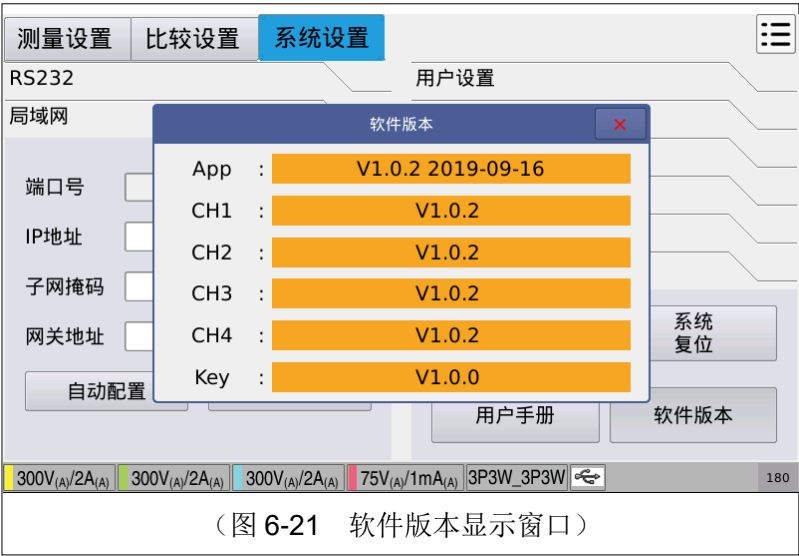 测量设置 比较设置 系统设置
RS232 用户设置
局域网
软件版本
App : V1.0.2 2019-09-16
端口号
CH1 : V1.0.2
IP地址
CH2 : V1.0.2
子网掩码
CH3 : V1.0.2
网关地址
CH4 : V1.0.2
系统
复位
Key : V1.0.0
自动配置
用户手册 软件版本
300V(A)/2A(A) 300V(A)/2A(A) 300V(A)/2A(A) 75V(A)/1mA(A) 3P3W_3P3W 180
（图 6-21 软件版本显示窗口）